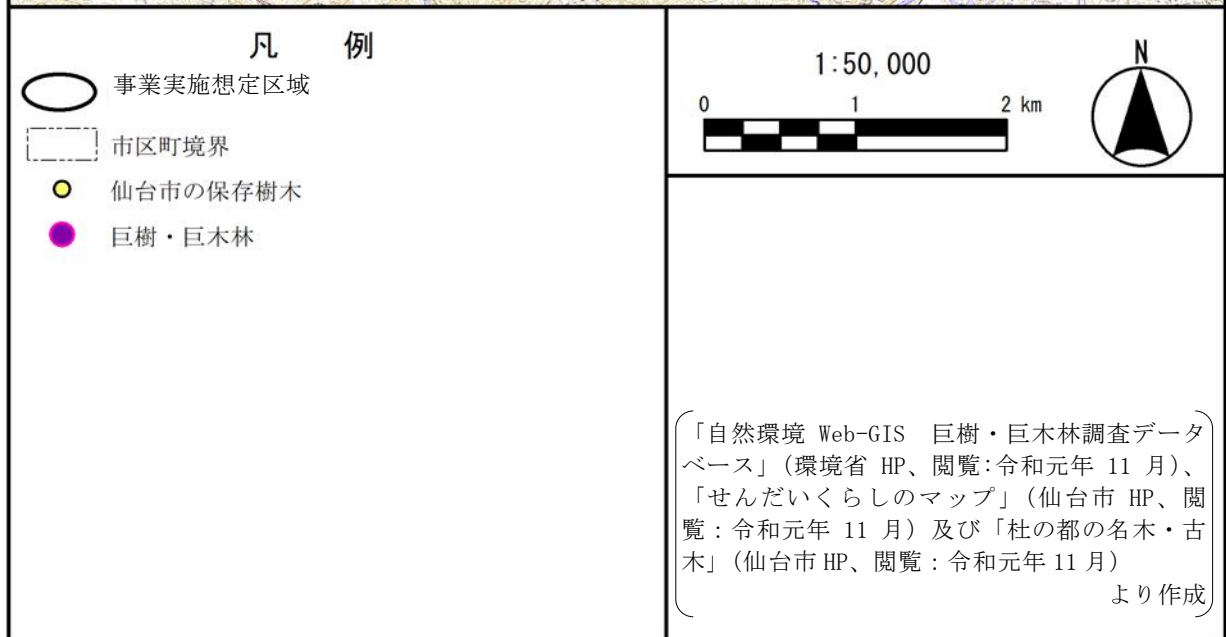 凡 例
事業実施想定区域
市区町境界
仙台市の保存樹木
巨樹・巨木林
1:50,000
0 1 2 km
N
「自然環境 Web-GIS 巨樹・巨木林調査データ
ベース」（環境省 HP、閲覧:令和元年 11 月）、
「せんだいくらしのマップ」（仙台市 HP、閲
覧：令和元年 11 月）及び「杜の都の名木・古
木」（仙台市 HP、閲覧：令和元年 11 月）
より作成